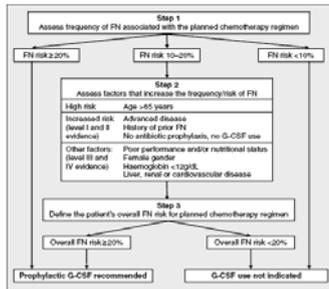 Step 1
Assess frequency of FN associated with the planned chemotherapy regimen
FN risk≥20%
FN risk 10–20%
FN risk <10%
Step 2
Assess factors that increase the frequency/risk of FN
High risk
Age >65 years
Increased risk
(level I and II
evidence)
Advanced disease
History of prior FN
No antibiotic prophylaxis, no G-CSF use
Other factors:
(level III and
IV evidence)
Poor performance and/or nutritional status
Female gender
Haemoglobin <12g/dL
Liver, renal or cardiovascular disease
Step 3
Define the patient's overall FN risk for planned chemotherapy regimen
Overall FN risk≥20%
Overall FN risk <20%
Prophylactic G-CSF recommended
G-CSF use not indicated